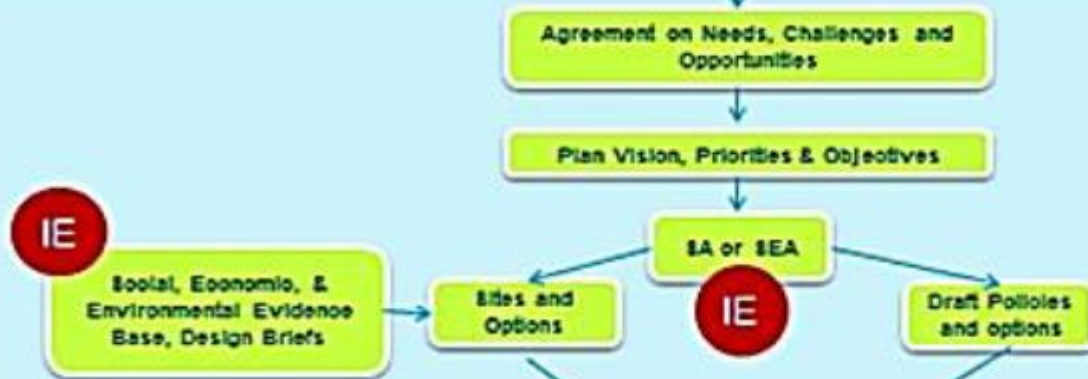 Agreement on Needs, Challenges and
Opportunities
Plan Vision, Priorities & Objectives
IE
SA or SEA
Social, Economic, &
Environmental Evidence
Base, Design Briefs
Sites and
Options
IE
Draft Policies
and options